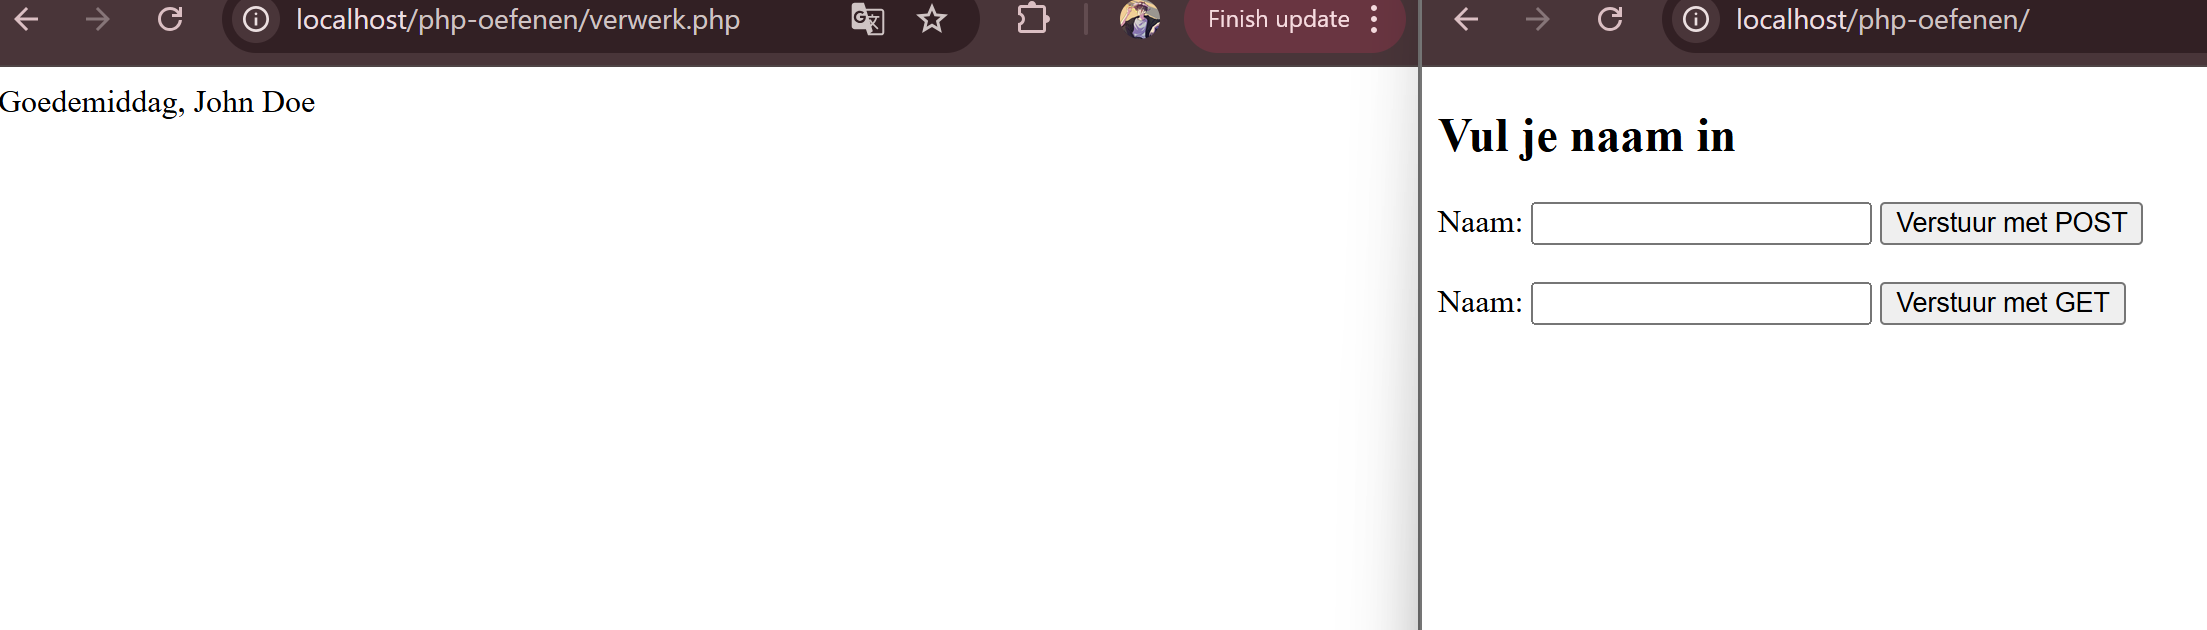 localhost/php-oefenen/verwerk.php
Finish update
Goedemiddag, John Doe
localhost/php-oefenen/
Vul je naam in
Naam: Verstuur met POST
Naam: Verstuur met GET